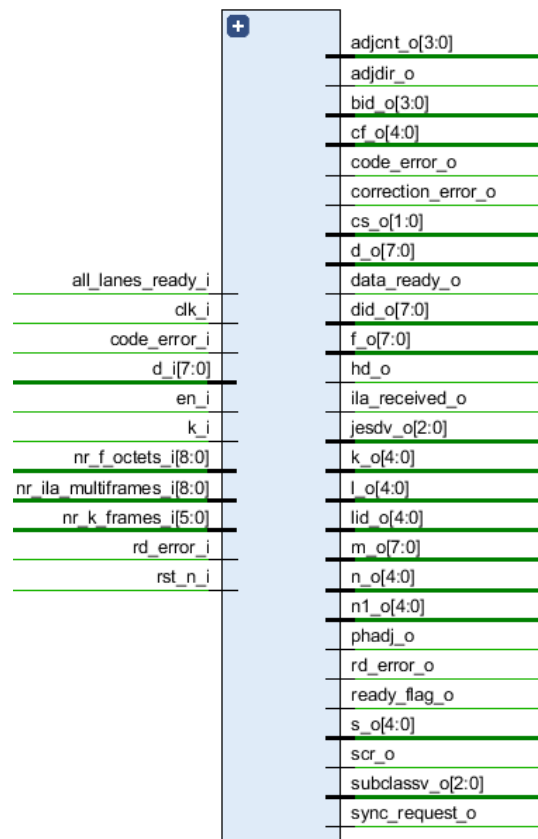 all_lanes_ready_i
clk_i
code_error_i
d_i[7:0]
en_i
k_i
nr_f_octets_i[8:0]
nr_ila_multiframes_i[8:0]
nr_k_frames_i[5:0]
rd_error_i
rst_n_i
adjcnt_o[3:0]
adjdir_o
bid_o[3:0]
cf_o[4:0]
code_error_o
correction_error_o
cs_o[1:0]
d_o[7:0]
data_ready_o
did_o[7:0]
f_o[7:0]
hd_o
ila_received_o
jesdv_o[2:0]
k_o[4:0]
l_o[4:0]
lid_o[4:0]
m_o[7:0]
n_o[4:0]
n1_o[4:0]
phadj_o
rd_error_o
ready_flag_o
s_o[4:0]
scr_o
subclassv_o[2:0]
sync_request_o